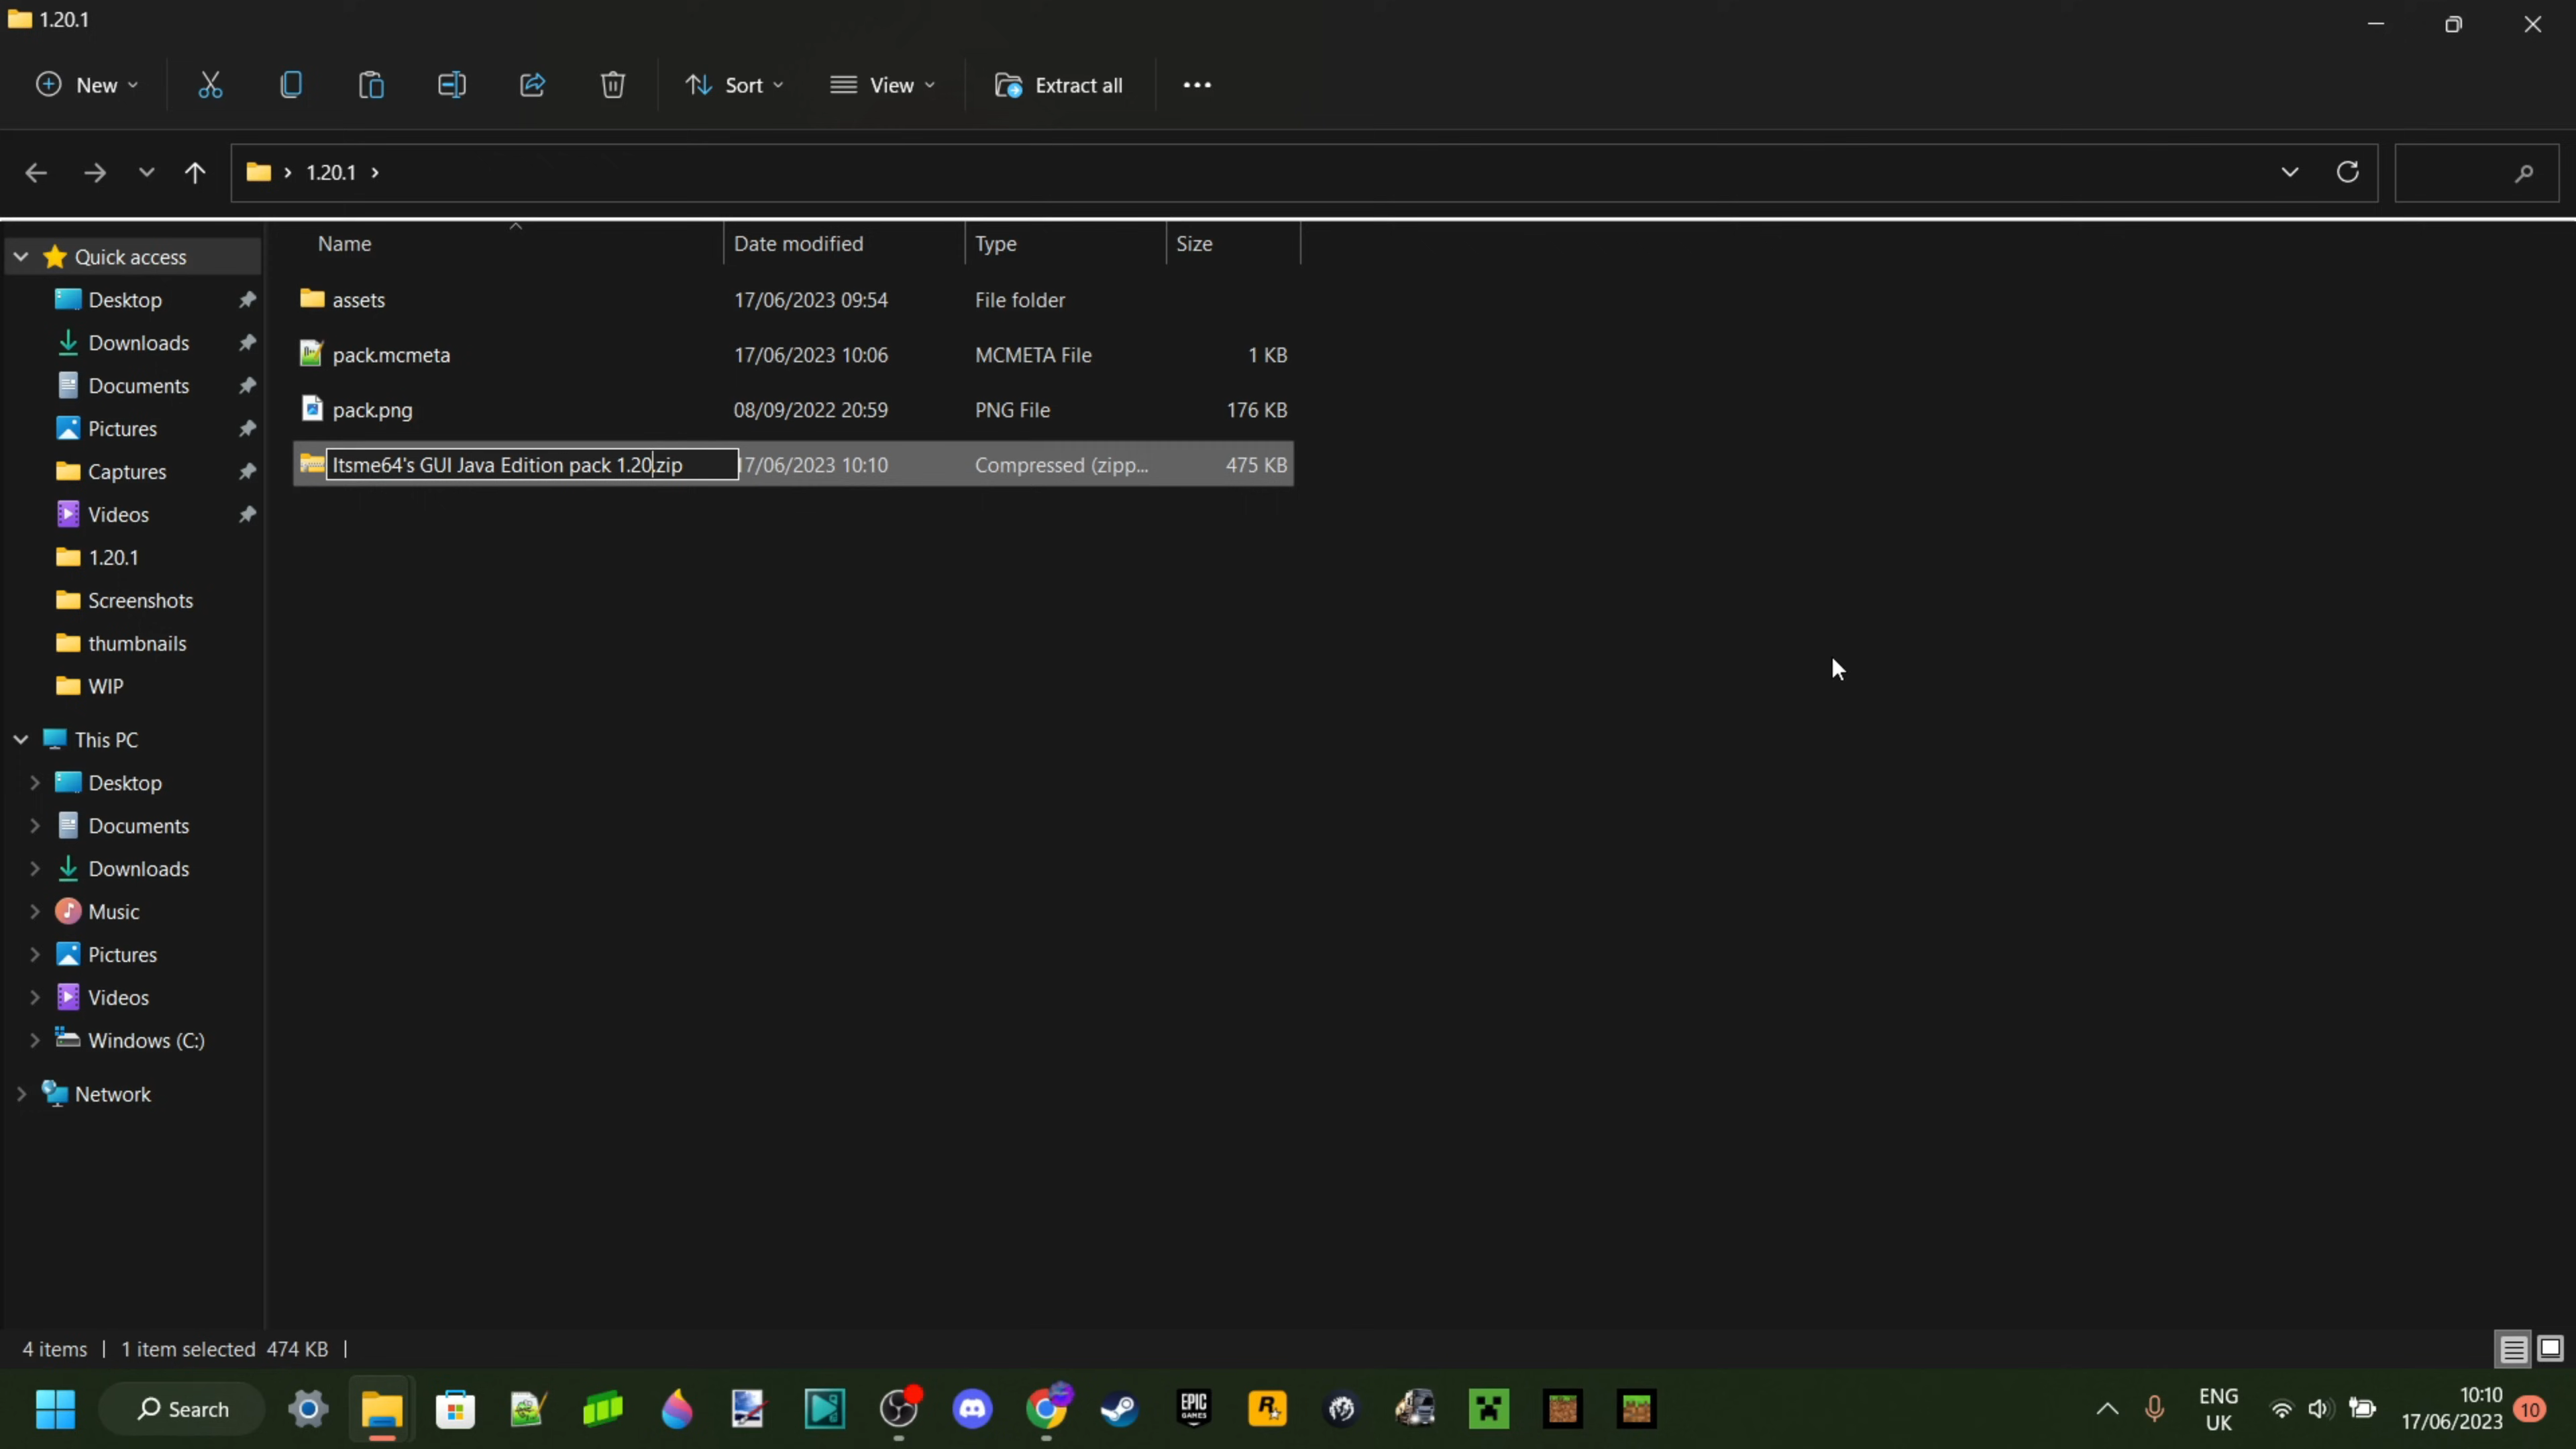 1.20.1
New
Sort
View
Extract all
1.20.1
Name
Date modified
Type
Size
Quick access
Desktop
Downloads
Documents
Pictures
Captures
Videos
1.20.1
Screenshots
thumbnails
WIP
This PC
Desktop
Documents
Downloads
Music
Pictures
Videos
Windows (C:)
Network
assets 17/06/2023 09:54 File folder
pack.mcmeta 17/06/2023 10:06 MCMETA File 1 KB
pack.png 08/09/2022 20:59 PNG File 176 KB
Itsme64's GUI Java Edition pack 1.20.zip 17/06/2023 10:10 Compressed (zipp... 475 KB
4 items 1 item selected 474 KB
Search
EPIC
GAMES
R
ENG
UK
10:10
17/06/2023
10